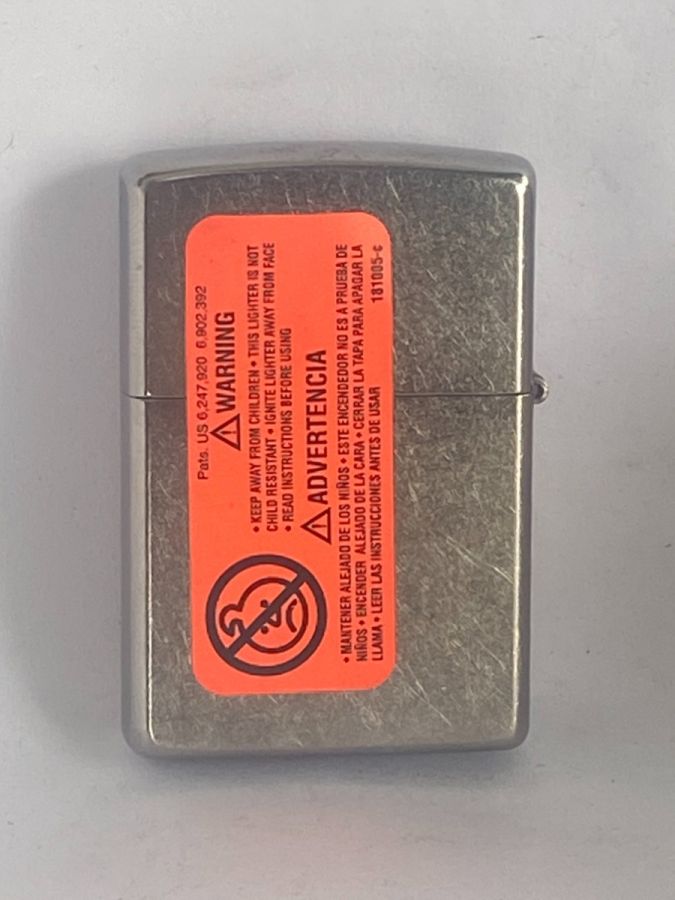 Pats. US 6,247,920 6,902,392
WARNING
• KEEP AWAY FROM CHILDREN • THIS LIGHTER IS NOT
CHILD RESISTANT • IGNITE LIGHTER AWAY FROM FACE
• READ INSTRUCTIONS BEFORE USING
ADVERTENCIA
• MANTENER ALEJADO DE LOS NIÑOS • ESTE ENCENDEDOR NO ES A PRUEBA DE
NIÑOS • ENCENDER ALEJADO DE LA CARA • CERRAR LA TAPA PARA APAGAR LA
LLAMA • LEER LAS INSTRUCCIONES ANTES DE USAR 181005-c